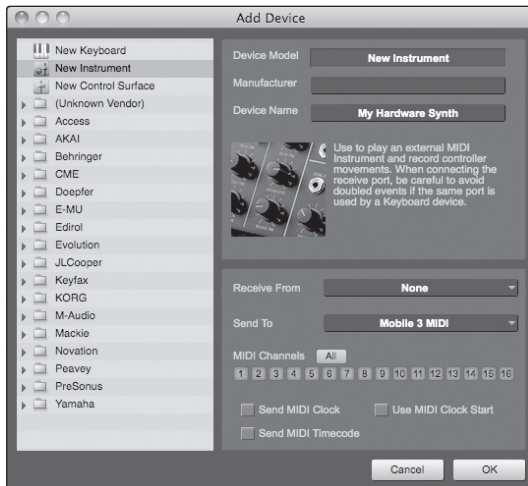 Add Device
New Keyboard
New Instrument
New Control Surface
(Unknown Vendor)
Access
AKAI
Behringer
CME
Doepfer
E-MU
Edirol
Evolution
JLCooper
Keyfax
KORG
M-Audio
Mackie
Novation
Peavey
PreSonus
Yamaha
Device Model
New Instrument
Manufacturer
Device Name
My Hardware Synth
Use to play an external MIDI
Instrument and record controller
movements. When connecting the
receive port, be careful to avoid
doubled events if the same port is
used by a Keyboard device.
Receive From
None
Send To
Mobile 3 MIDI
MIDI Channels All
1 2 3 4 5 6 7 8 9 10 11 12 13 14 15 16
Send MIDI Clock
Use MIDI Clock Start
Send MIDI Timecode
Cancel
OK